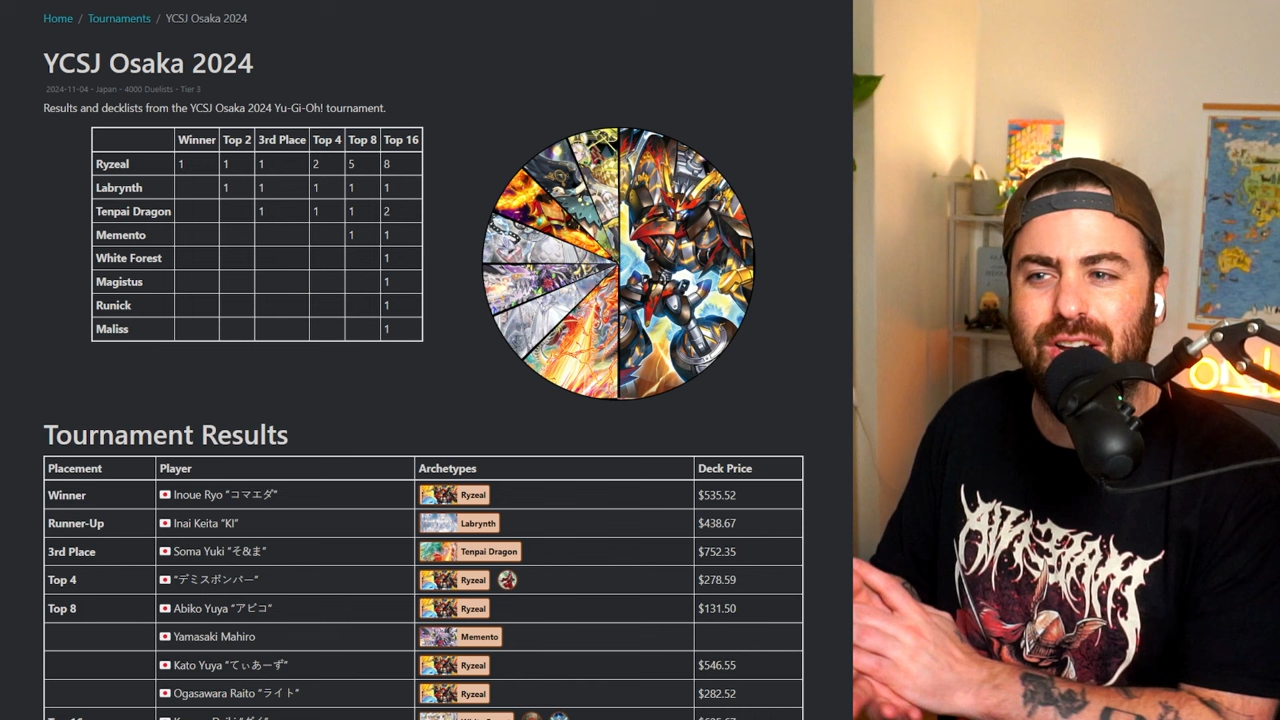 Home / Tournaments / YCSJ Osaka 2024
YCSJ Osaka 2024
2024-11-04 - Japan - 4000 Duelists - Tier 3
Results and decklists from the YCSJ Osaka 2024 Yu-Gi-Oh! tournament.
Winner Top 2 3rd Place Top 4 Top 8 Top 16
Ryzeal 1 1 1 2 5 8
Labrynth 1 1 1 1 1
Tenpai Dragon 1 1 1 2
Memento 1 1
White Forest 1
Magistus 1
Runick 1
Maliss 1
Tournament Results
Placement Player Archetypes Deck Price
Winner Inoue Ryo “コマエダ” Ryzeal $535.52
Runner-Up Inai Keita “KI” Labrynth $438.67
3rd Place Soma Yuki “そ&ま” Tenpai Dragon $752.35
Top 4 “デミスボンバー” Ryzeal $278.59
Top 8 Abiko Yuya “アビコ” Ryzeal $131.50
Yamasaki Mahiro Memento
Kato Yuya “てぃあーず” Ryzeal $546.55
Ogasawara Raito “ライト” Ryzeal $282.52